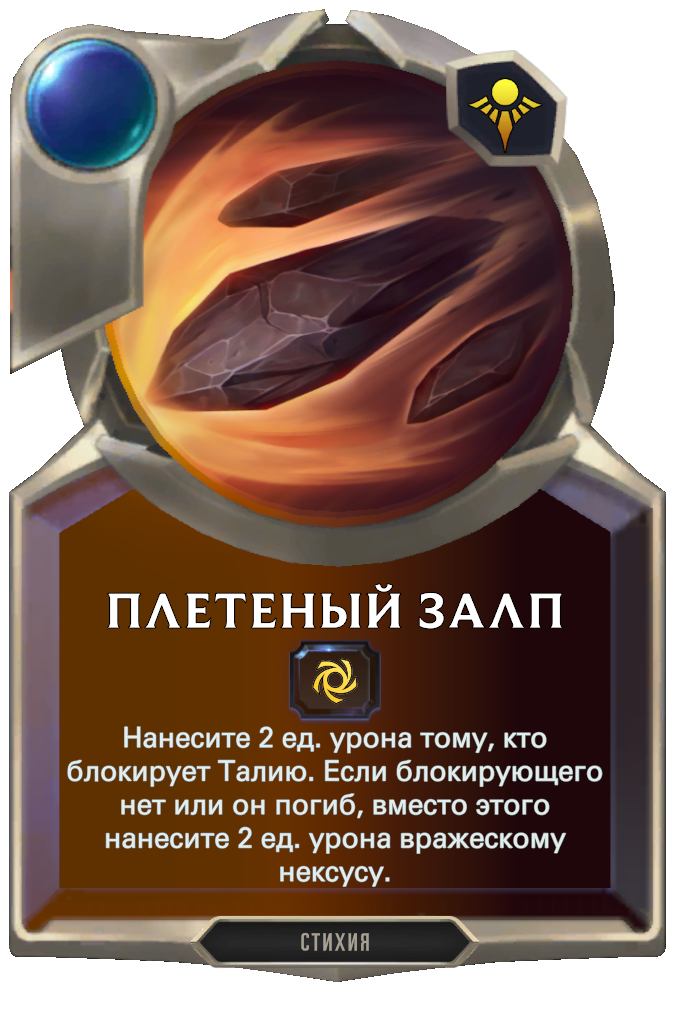 ПЛЕТЕНЫЙ ЗАЛП
Нанесите 2 ед. урона тому, кто
блокирует Талию. Если блокирующего
нет или он погиб, вместо этого
нанесите 2 ед. урона вражескому
нексусу.
СТИХИЯ